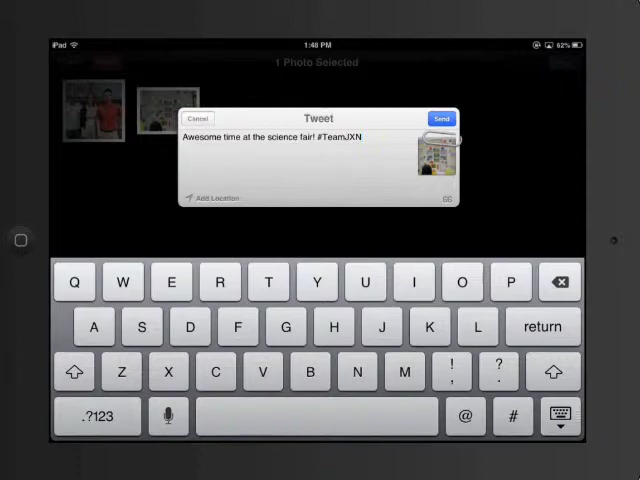 iPad 1:48 PM 62%
1 Photo Selected
Cancel Tweet Send
Awesome time at the science fair! #TeamJXN
Add Location 66
Q W E R T Y U I O P
A S D F G H J K L return
Z X C V B N M ! , ? .
.?123 @ #